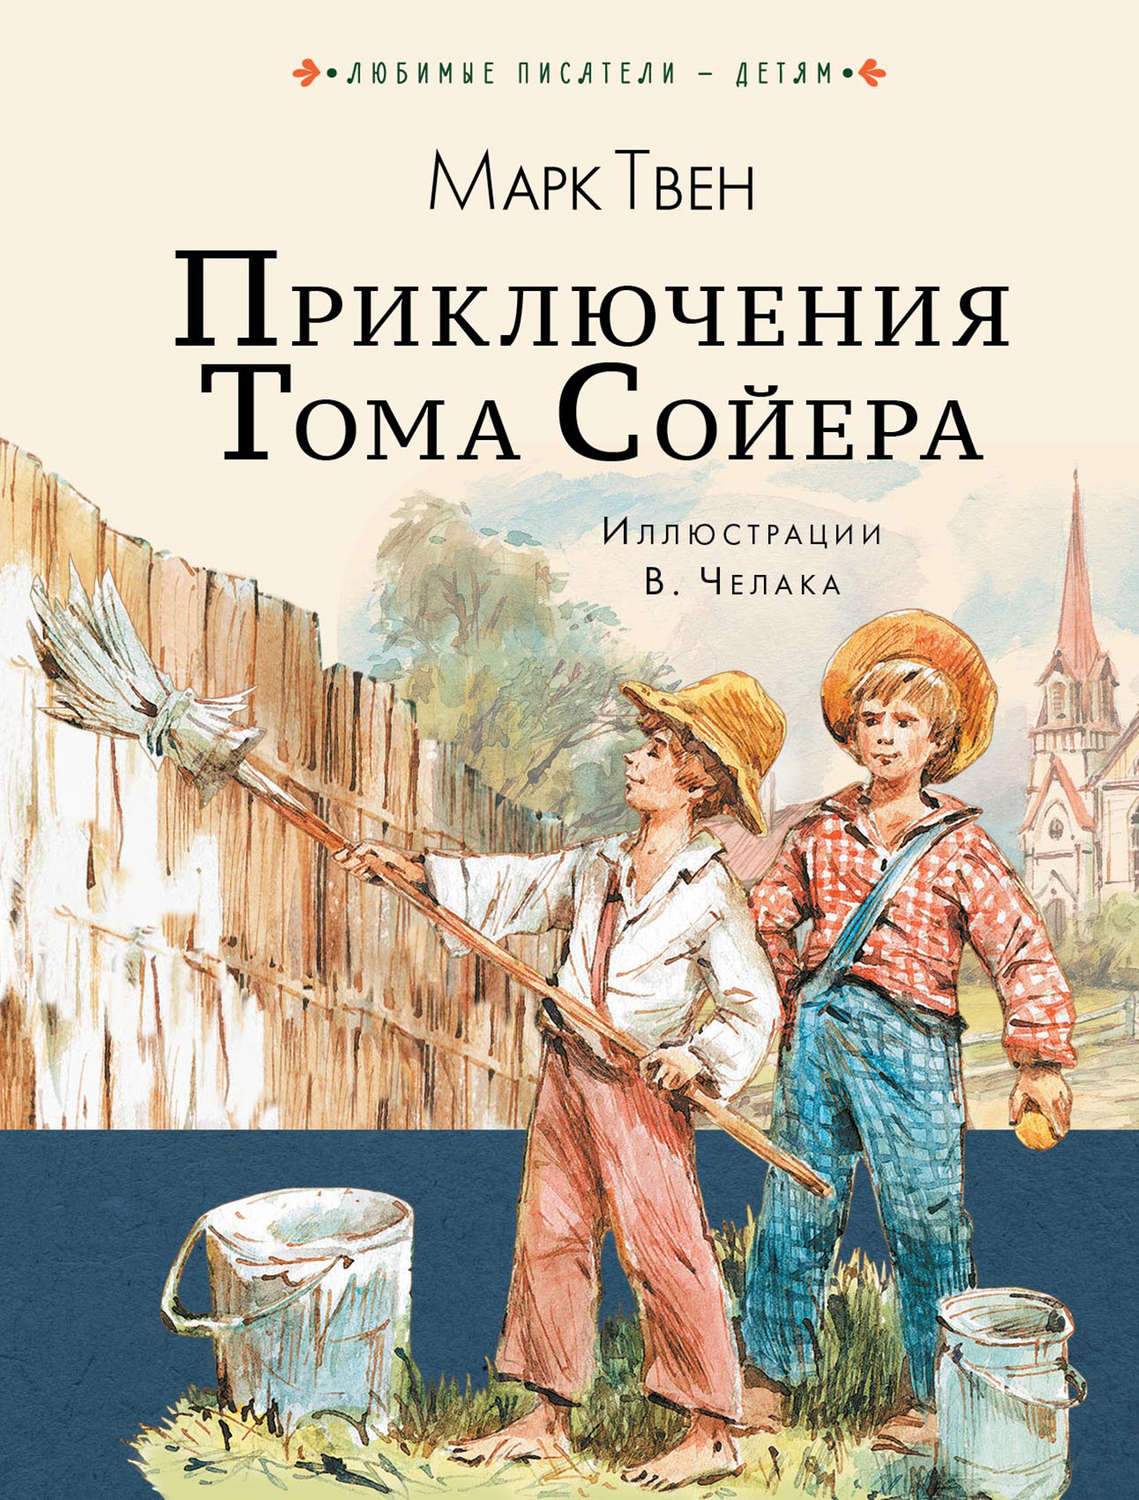 ЛЮБИМЫЕ ПИСАТЕЛИ – ДЕТЯМ
МАРК ТВЕН
ПРИКЛЮЧЕНИЯ
ТОМА СОЙЕРА
ИЛЛЮСТРАЦИИ
В. ЧЕЛАКА